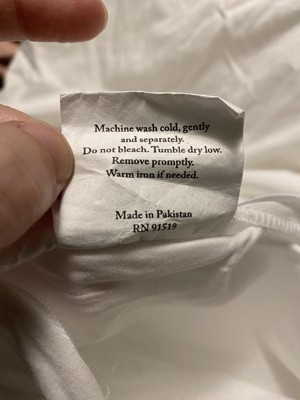 Machine wash cold, gently
and separately.
Do not bleach. Tumble dry low.
Remove promptly.
Warm iron if needed.
Made in Pakistan
RN 91519